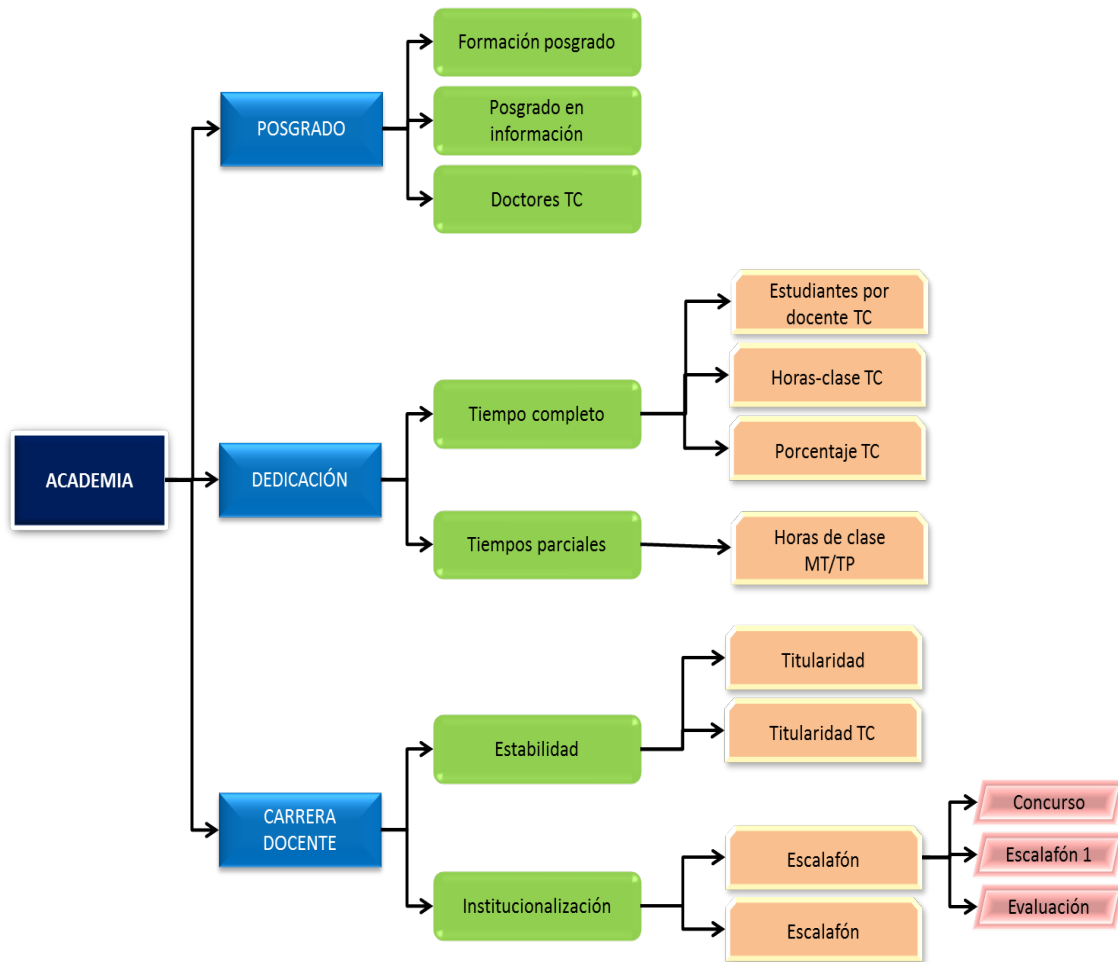 Formación posgrado
POSGRADO
Posgrado en
información
Doctores TC
Estudiantes por
docente TC
Horas-clase TC
Tiempo completo
Porcentaje TC
ACADEMIA
DEDICACIÓN
Tiempos parciales
Horas de clase
MT/TP
Titularidad
Estabilidad
Titularidad TC
CARRERA
DOCENTE
Concurso
Escalafón
Escalafón 1
Institucionalización
Evaluación
Escalafón